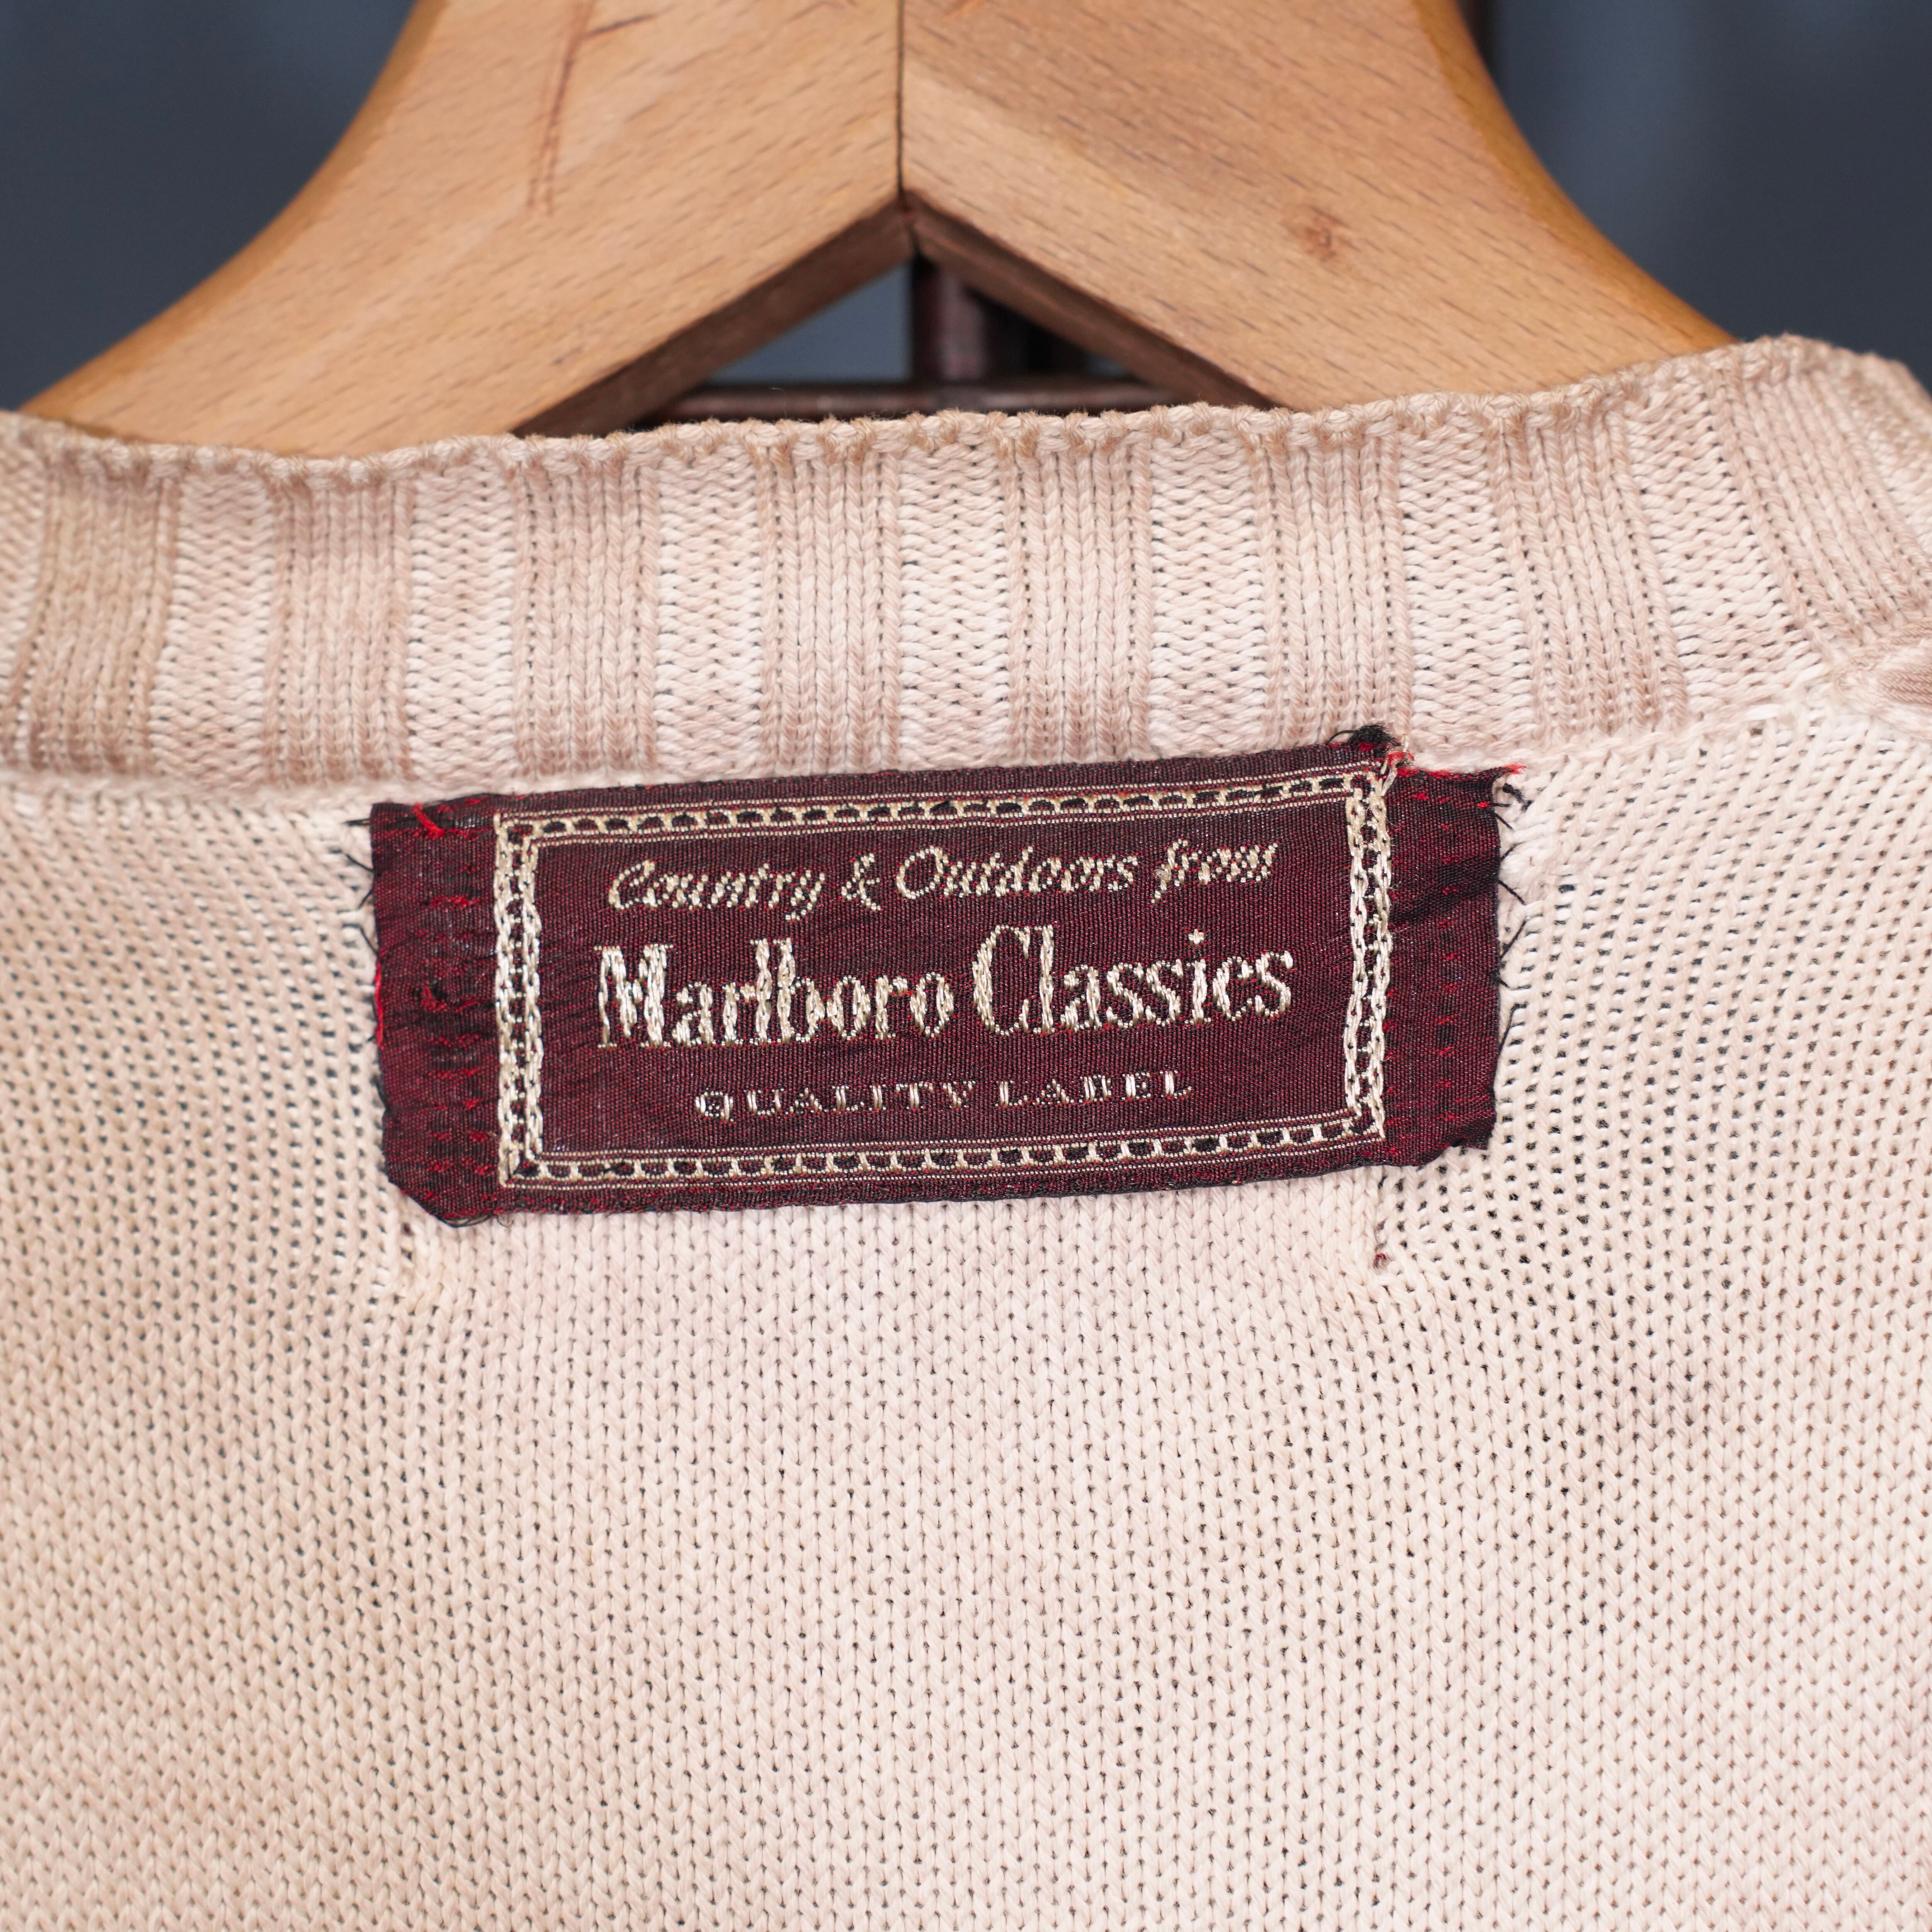 Country & Outdoors from
Marlboro Classics
QUALITY LABEL